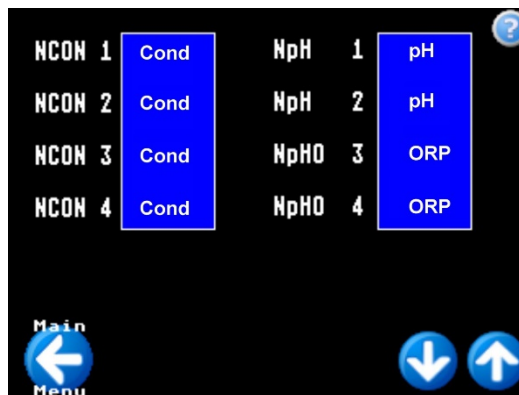 NCON 1 Cond NpH 1 pH
NCON 2 Cond NpH 2 pH
NCON 3 Cond NpHO 3 ORP
NCON 4 Cond NpHO 4 ORP
Main
Menu
?